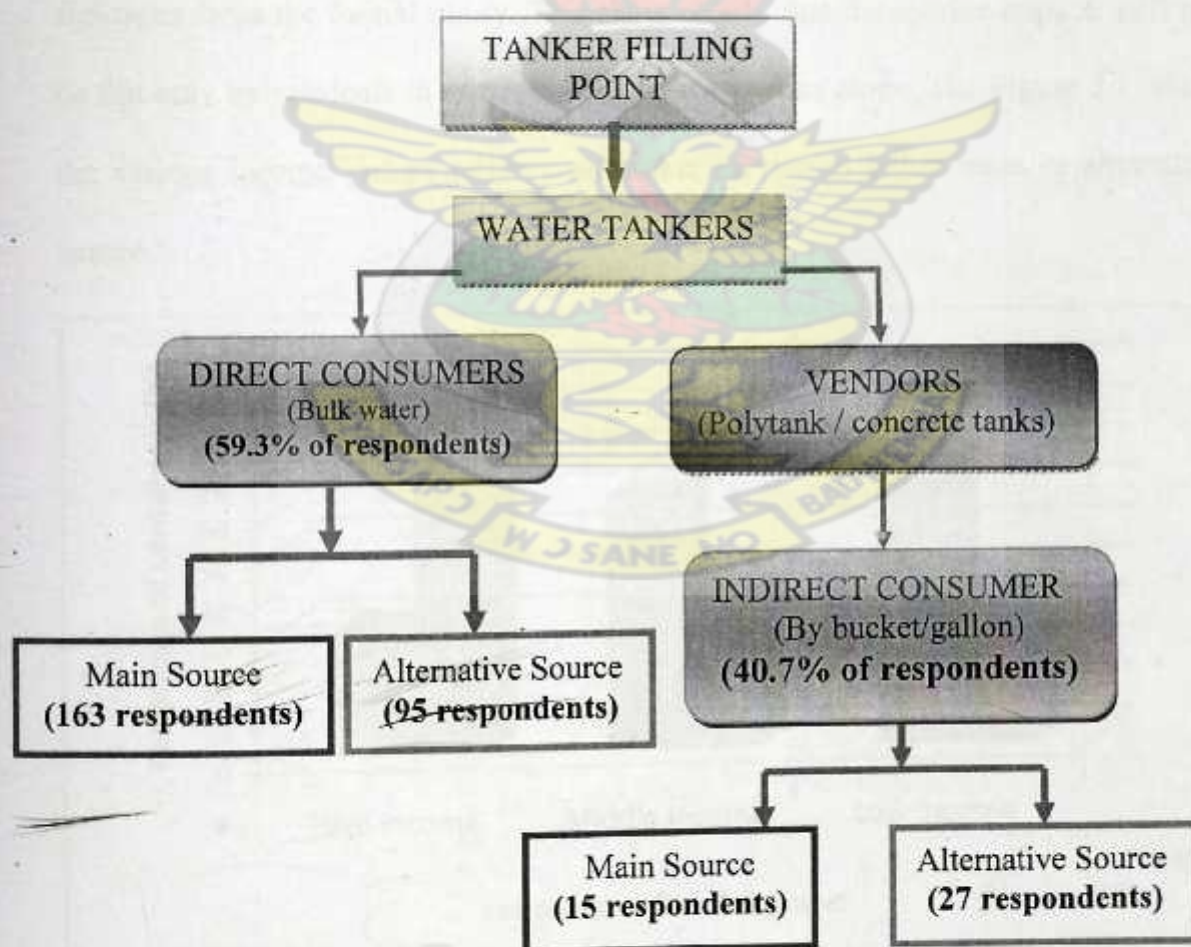 TANKER FILLING
POINT
WATER TANKERS
DIRECT CONSUMERS
(Bulk water)
(59.3% of respondents)
VENDORS
(Polytank / concrete tanks)
W Ɔ SANE NO
INDIRECT CONSUMER
(By bucket/gallon)
(40.7% of respondents)
Main Source
(163 respondents)
Alternative Source
(95 respondents)
Main Source
(15 respondents)
Alternative Source
(27 respondents)